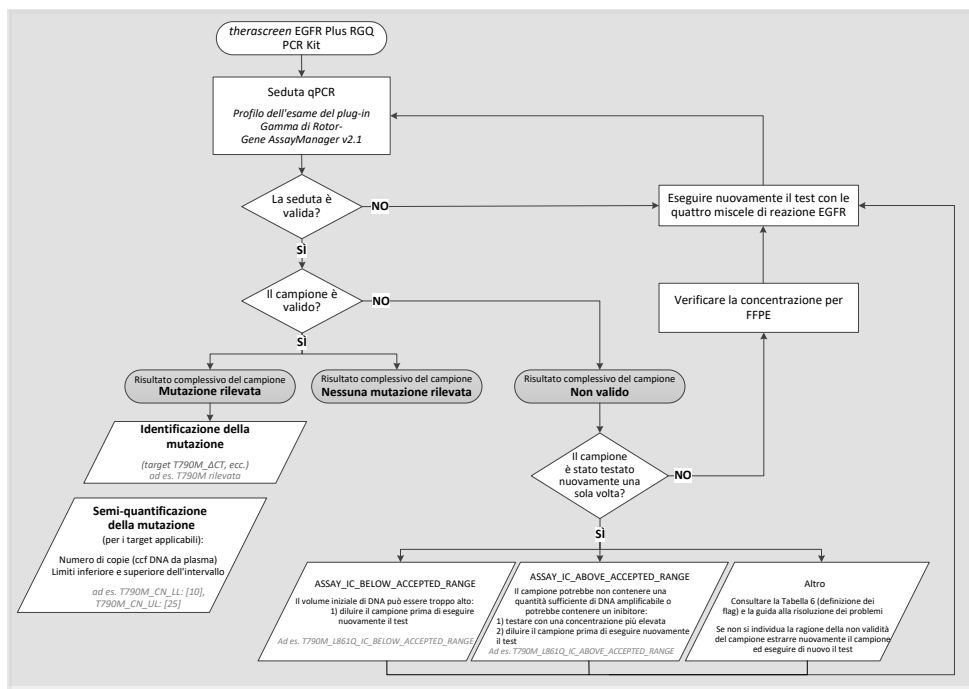 therascreen EGFR Plus RGQ
PCR Kit
Seduta qPCR
Profilo dell'esame del plug-in
Gamma di Rotor-
Gene AssayManager v2.1
La seduta è
valida?
NO
Eseguire nuovamente il test con le
quattro miscele di reazione EGFR
SÌ
Il campione è
valido?
NO
Verificare la concentrazione per
FFPE
SÌ
Risultato complessivo del campione
Mutazione rilevata
Risultato complessivo del campione
Nessuna mutazione rilevata
Risultato complessivo del campione
Non valido
Identificazione della
mutazione
(target T790M_ΔCT, ecc.)
ad es. T790M rilevata
Il campione
è stato testato
nuovamente una
sola volta?
NO
SÌ
Semi-quantificazione
della mutazione
(per i target applicabili):
Numero di copie (ccf DNA da plasma)
Limiti inferiore e superiore dell'intervallo
ad es. T790M_CN_LL: [10],
T790M_CN_UL: [25]
ASSAY_IC_BELOW_ACCEPTED_RANGE
Il volume iniziale di DNA può essere troppo alto:
1) diluire il campione prima di eseguire
nuovamente il test
Ad es. T790M_L861Q_IC_BELOW_ACCEPTED_RANGE
ASSAY_IC_ABOVE_ACCEPTED_RANGE
Il campione potrebbe non contenere una
quantità sufficiente di DNA amplificabile o
potrebbe contenere un inibitore:
1) testare con una concentrazione più elevata
2) diluire il campione prima di eseguire nuovamente
il test
Ad es. T790M_L861Q_IC_ABOVE_ACCEPTED_RANGE
Altro
Consultare la Tabella 6 (definizione dei
flag) e la guida alla risoluzione dei problemi
Se non si individua la ragione della non validità
del campione estrarre nuovamente il campione
ed eseguire di nuovo il test